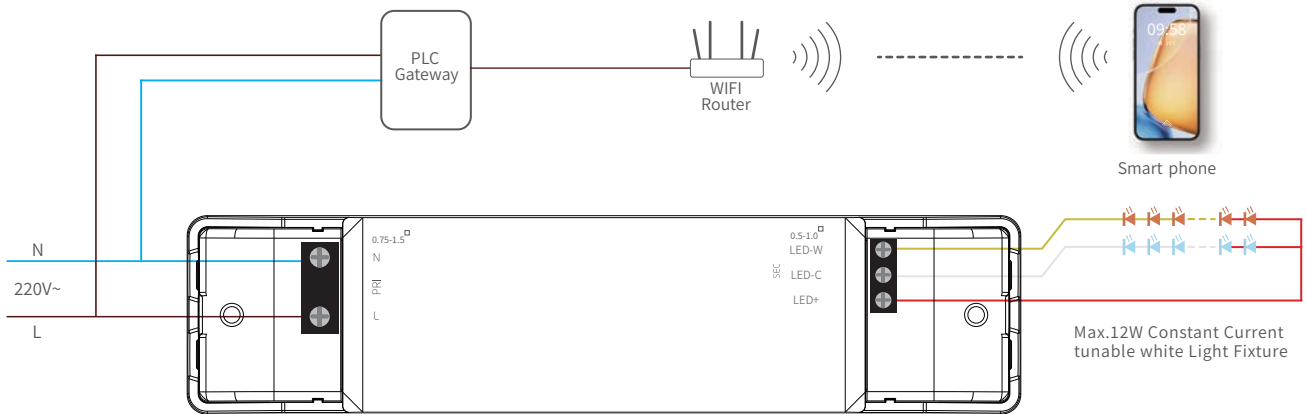 PLC
Gateway
WIFI
Router
09:58
Smart phone
N
220V~
L
0.75-1.5□
N
PRI
L
0.5-1.0□
LED-W
SEC
LED-C
LED+
Max.12W Constant Current
tunable white Light Fixture